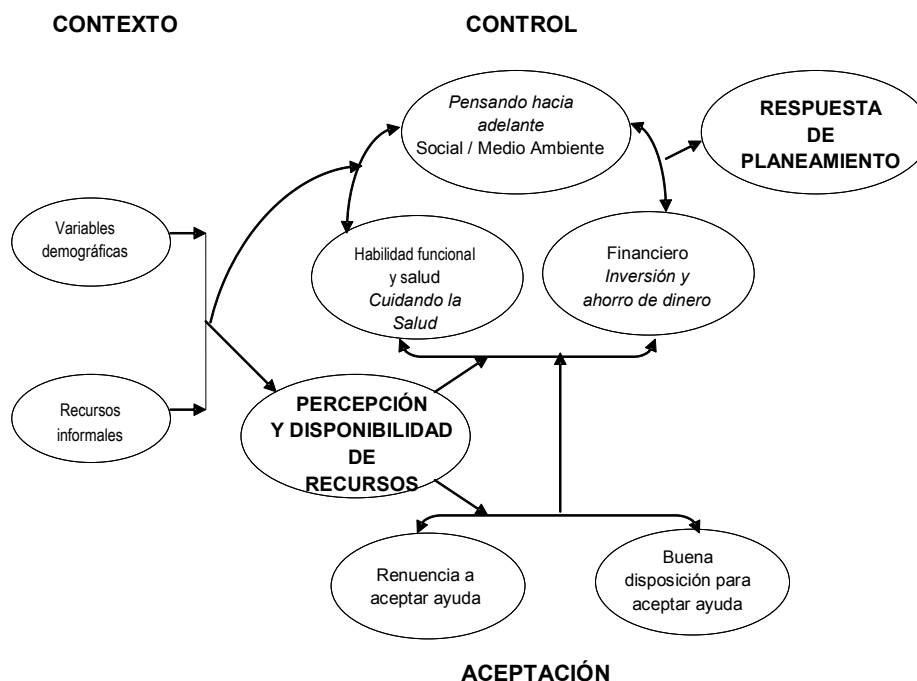 CONTEXTO
CONTROL
Pensando hacia
adelante
Social / Medio Ambiente
RESPUESTA
DE
PLANEAMIENTO
Variables
demográficas
Habilidad funcional
y salud
Cuidando la
Salud
Financiero
Inversión y
ahorro de dinero
Recursos
informales
PERCEPCIÓN
Y DISPONIBILIDAD
DE
RECURSOS
Renuencia a
aceptar ayuda
Buena
disposición para
aceptar ayuda
ACEPTACIÓN